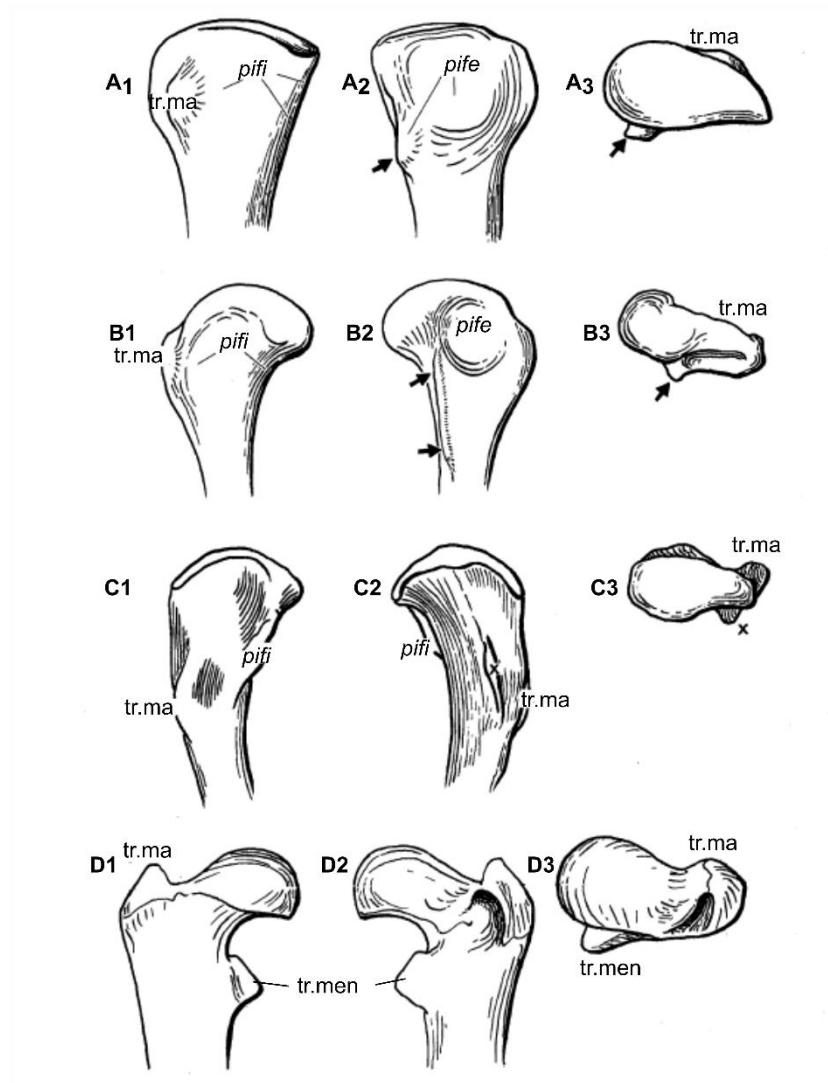 A1
tr.ma
pifi
A2
pife
A3
tr.ma
B1
tr.ma
pifi
B2
pife
B3
tr.ma
C1
pifi
tr.ma
C2
pifi
x
tr.ma
C3
tr.ma
x
D1
tr.ma
D2
tr.men
D3
tr.ma
tr.men